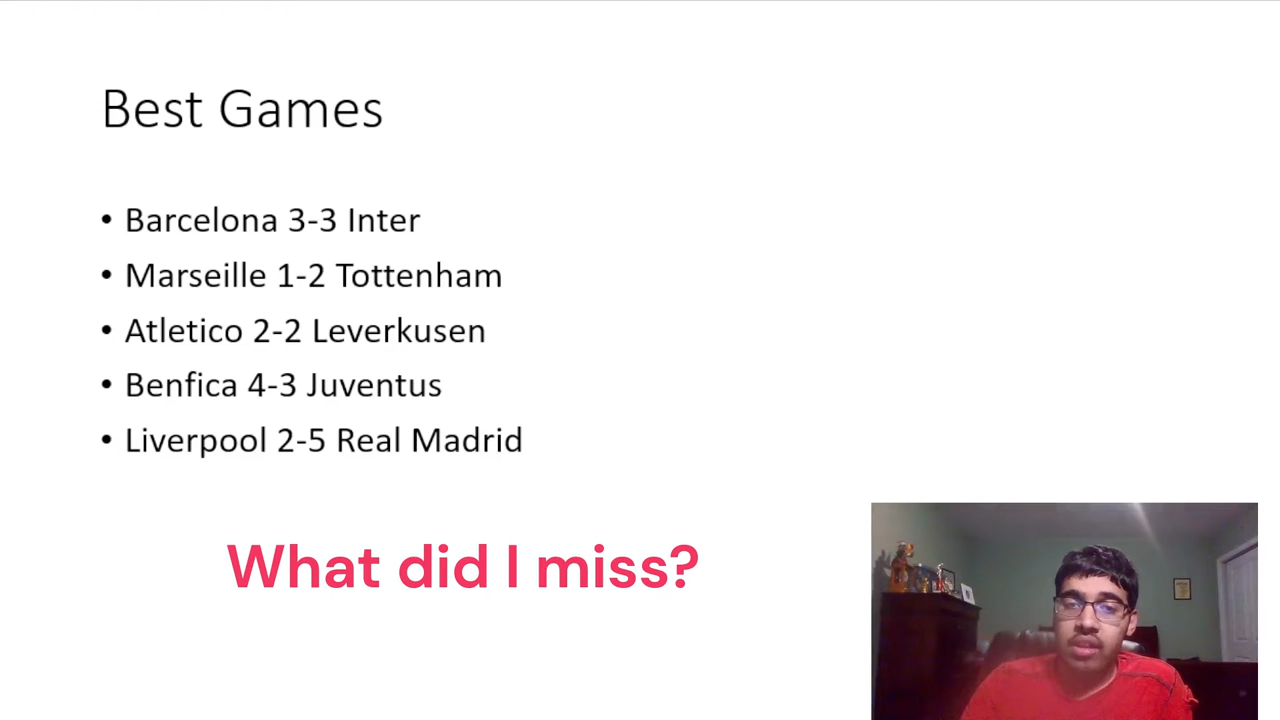 Best Games
• Barcelona 3-3 Inter
• Marseille 1-2 Tottenham
• Atletico 2-2 Leverkusen
• Benfica 4-3 Juventus
• Liverpool 2-5 Real Madrid
What did I miss?